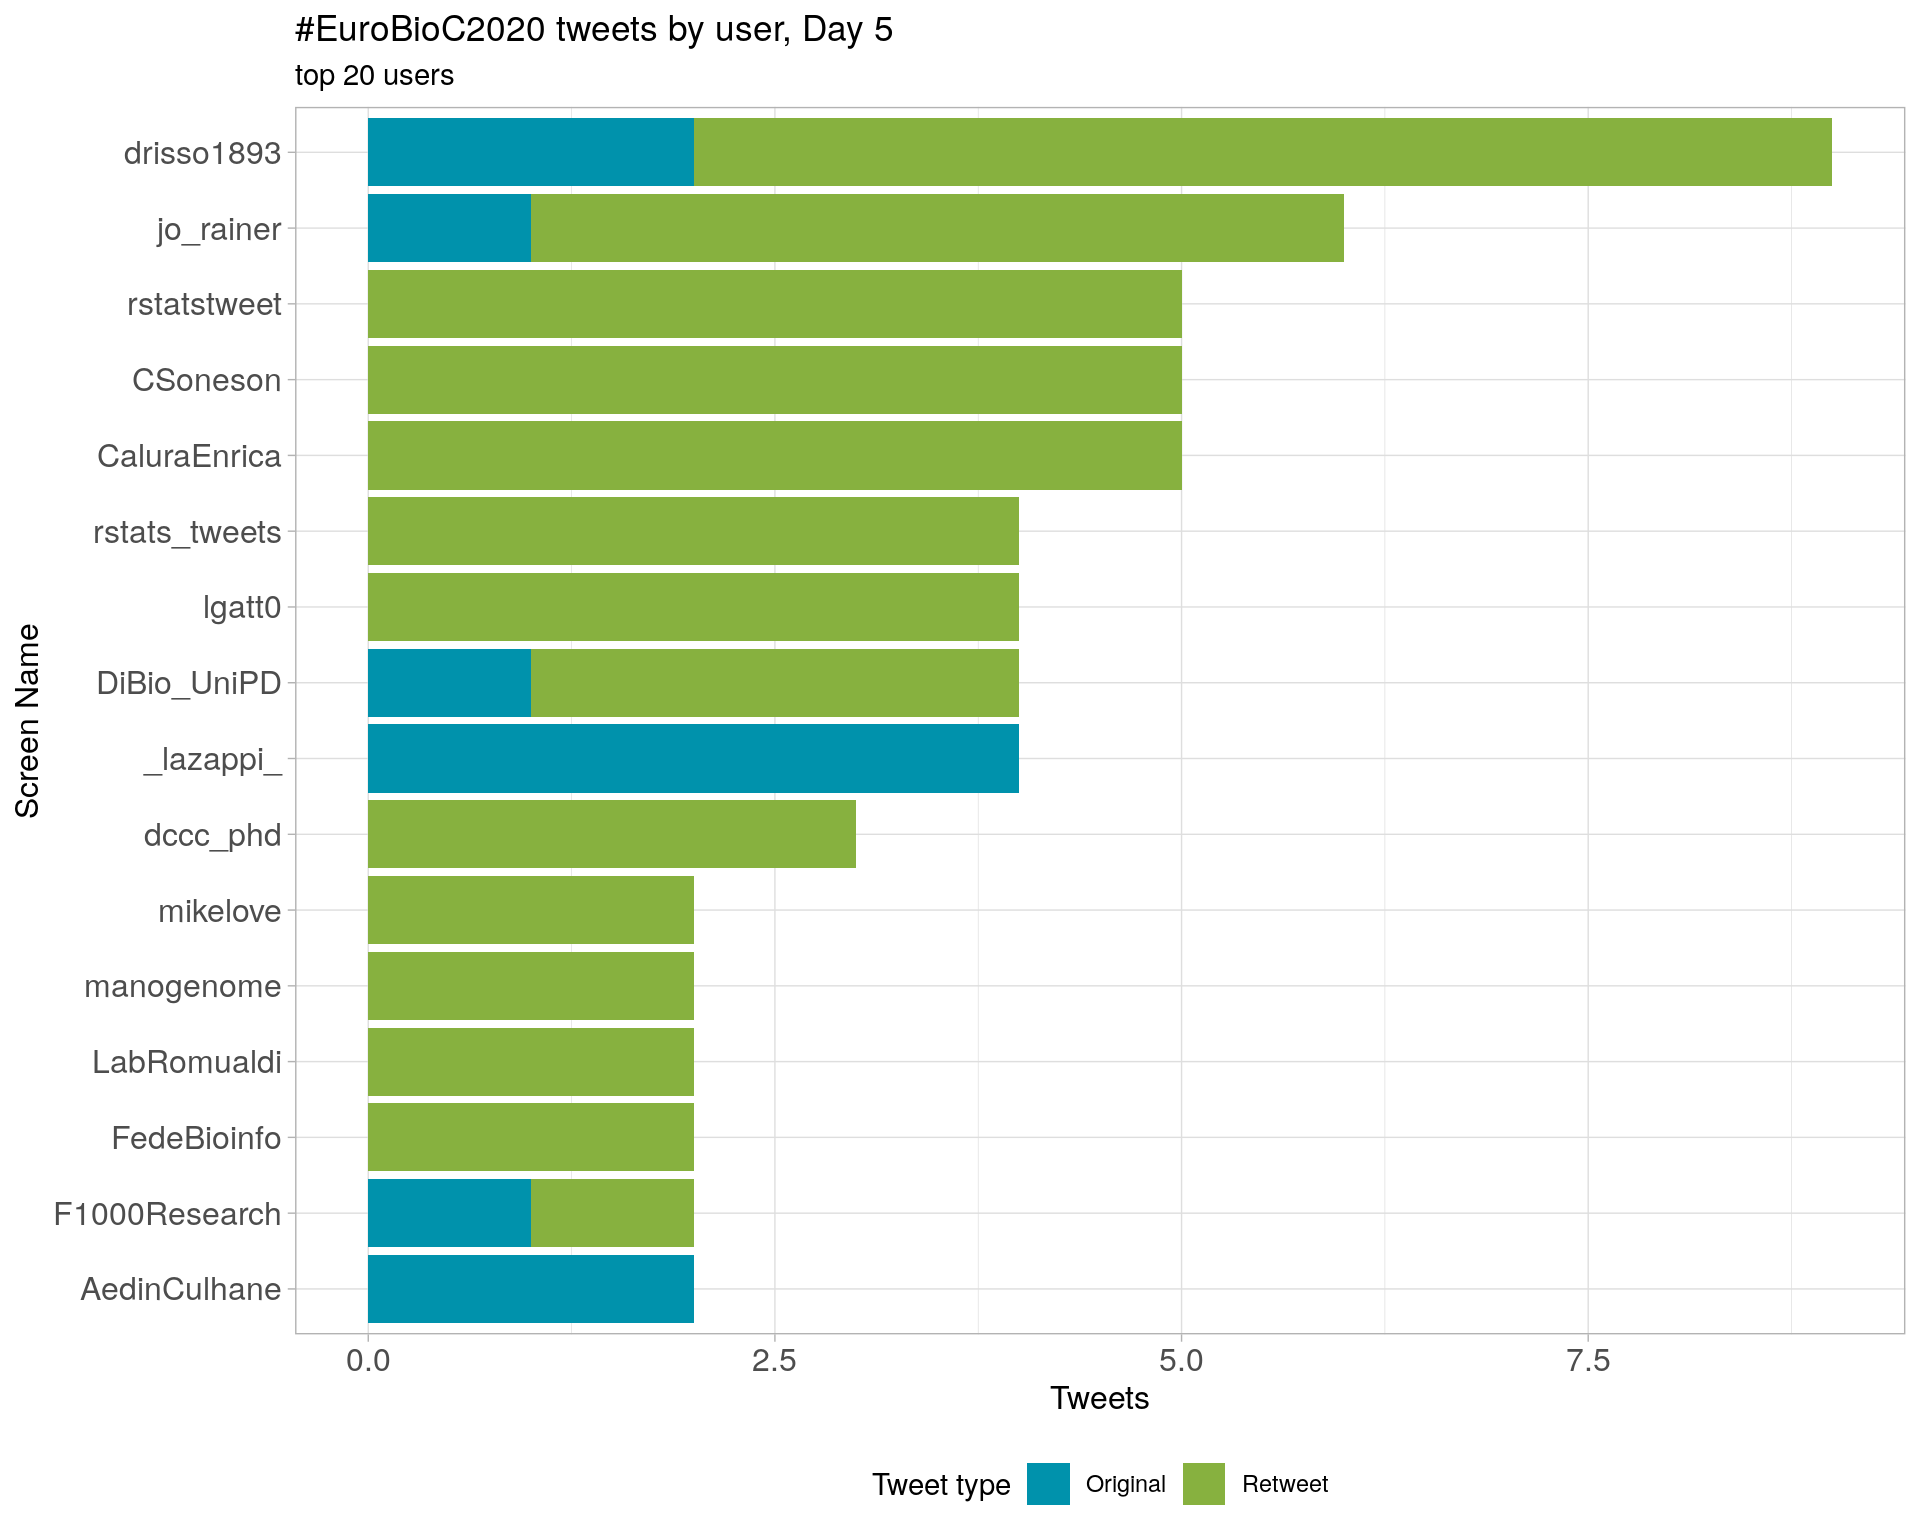 #EuroBioC2020 tweets by user, Day 5
top 20 users
Screen Name
drisso1893
jo_rainer
rstatstweet
CSoneson
CaluraEnrica
rstats_tweets
lgatt0
DiBio_UniPD
_lazappi_
dccc_phd
mikelove
manogenome
LabRomualdi
FedeBioinfo
F1000Research
AedinCulhane
0.0 2.5 5.0 7.5
Tweets
Tweet type Original Retweet